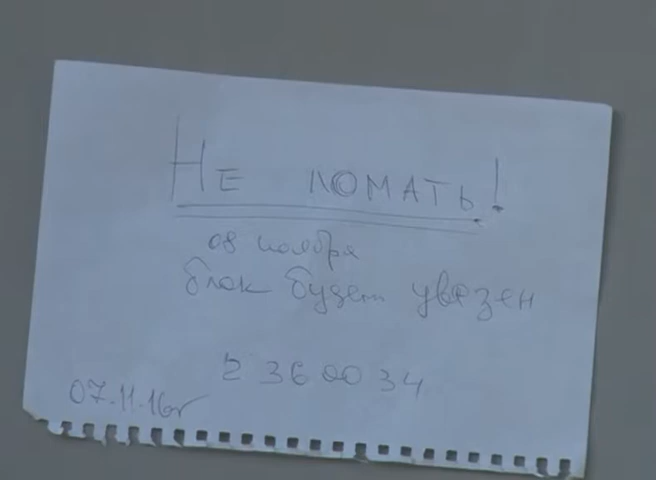 Не ломать!
08 ноября
блок будет увезен
2 36 00 34
07.11.16г